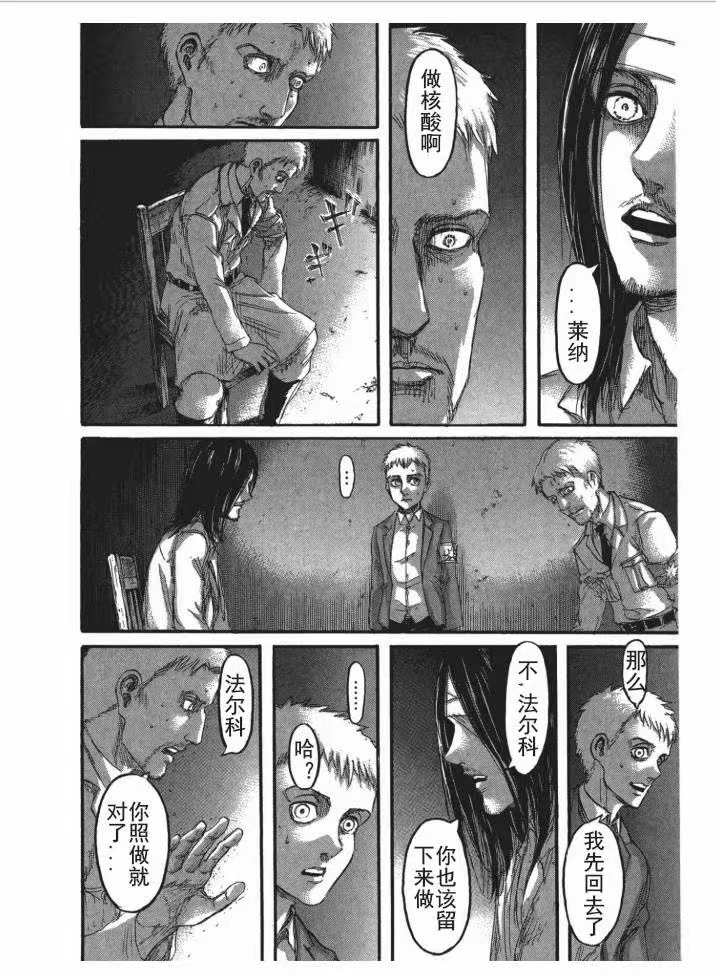 ...莱纳
做核酸啊
ギ
ギ
...
那么
我先回去了
不,法尔科
你也该留
下来做
......
哈?
法尔科
你照做就
对了...